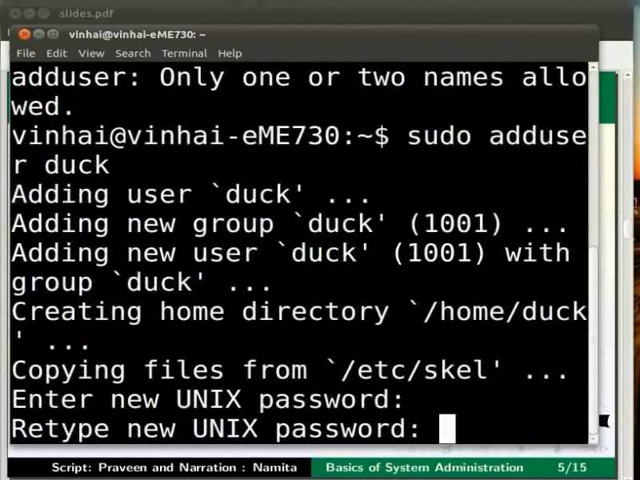 slides.pdf
vinhai@vinhai-eME730: ~
File Edit View Search Terminal Help
adduser: Only one or two names allo
wed.
vinhai@vinhai-eME730:~$ sudo adduse
r duck
Adding user `duck' ...
Adding new group `duck' (1001) ...
Adding new user `duck' (1001) with
group `duck' ...
Creating home directory `/home/duck
' ...
Copying files from `/etc/skel' ...
Enter new UNIX password:
Retype new UNIX password:
Script: Praveen and Narration : Namita Basics of System Administration 5/15